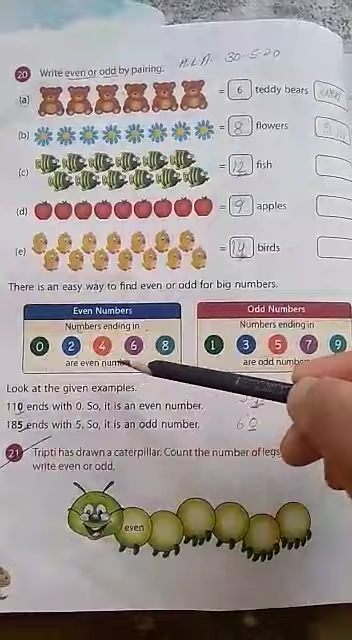 H.L.A. 30-5-20
20 Write even or odd by pairing.
(a) = 6 teddy bears
(b) = 8 flowers
(c) = 12 fish
(d) = 9 apples
(e) = 14 birds
There is an easy way to find even or odd for big numbers.
Even Numbers
Numbers ending in
0 2 4 6 8
are even
Odd Numbers
Numbers ending in
1 3 5 7 9
are odd
Look at the given examples.
110 ends with 0. So, it is an even number.
185 ends with 5. So, it is an odd number.
60
21 Tripti has drawn a caterpillar. Count the number of legs
write even or odd.
even